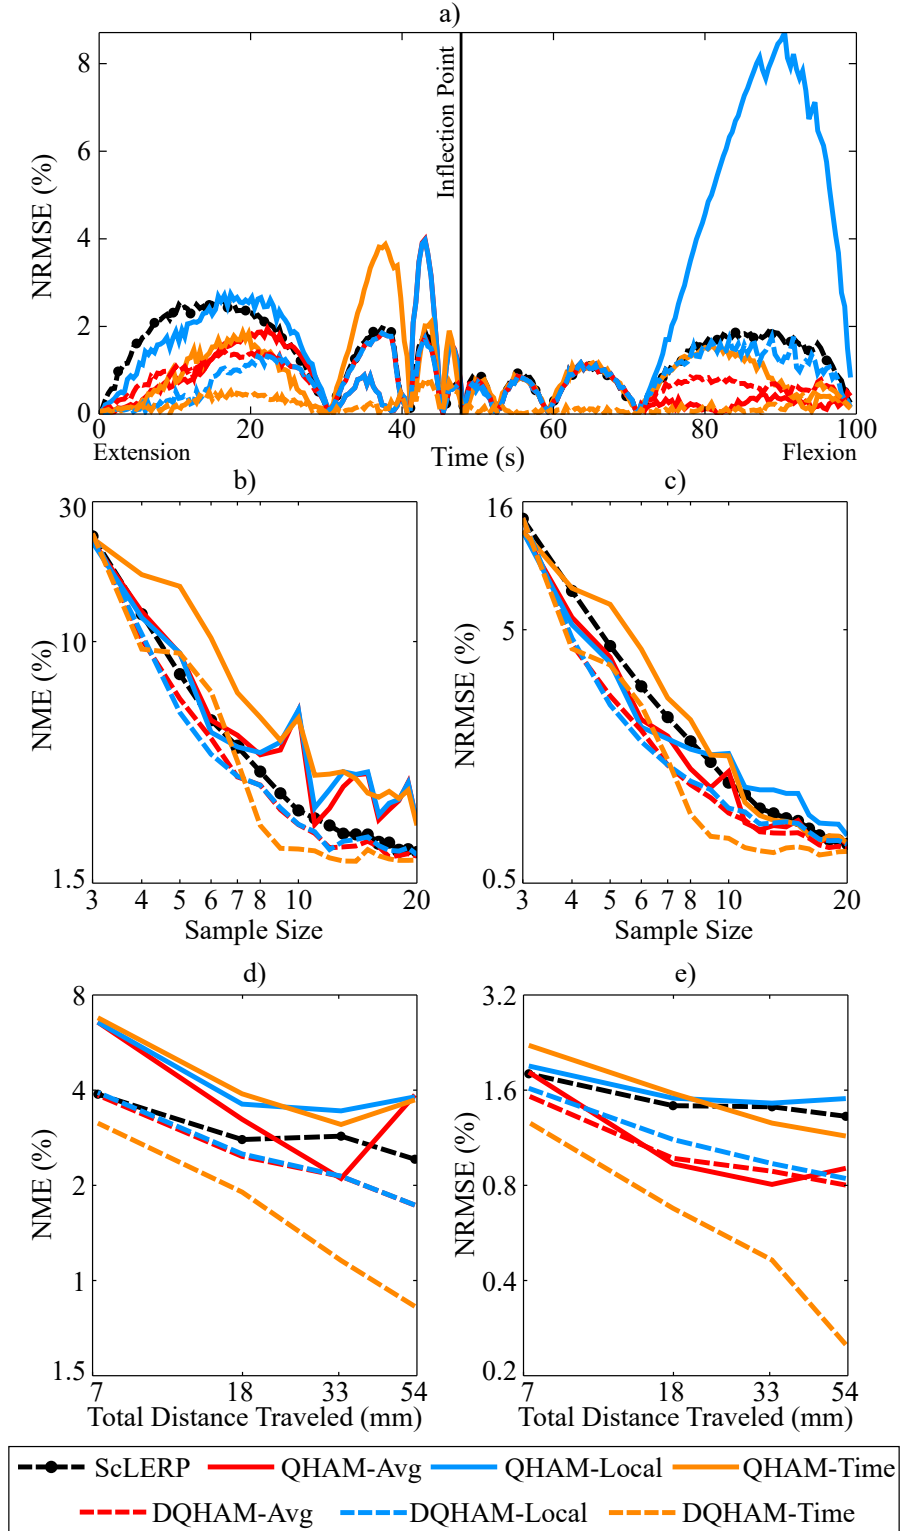 a)
NRMSE (%)
8
6
4
2
0
Inflection Point
0 20 40 60 80 100
Extension Time (s) Flexion
b) c)
NME (%)
30
10
1.5
3 4 5 6 7 8 10 20
Sample Size
NRMSE (%)
16
5
0.5
3 4 5 6 7 8 10 20
Sample Size
d) e)
NME (%)
8
4
2
1
1.5
7 18 33 54
Total Distance Traveled (mm)
NRMSE (%)
3.2
1.6
0.8
0.4
0.2
7 18 33 54
Total Distance Traveled (mm)
ScLERP QHAM-Avg QHAM-Local QHAM-Time
DQHAM-Avg DQHAM-Local DQHAM-Time